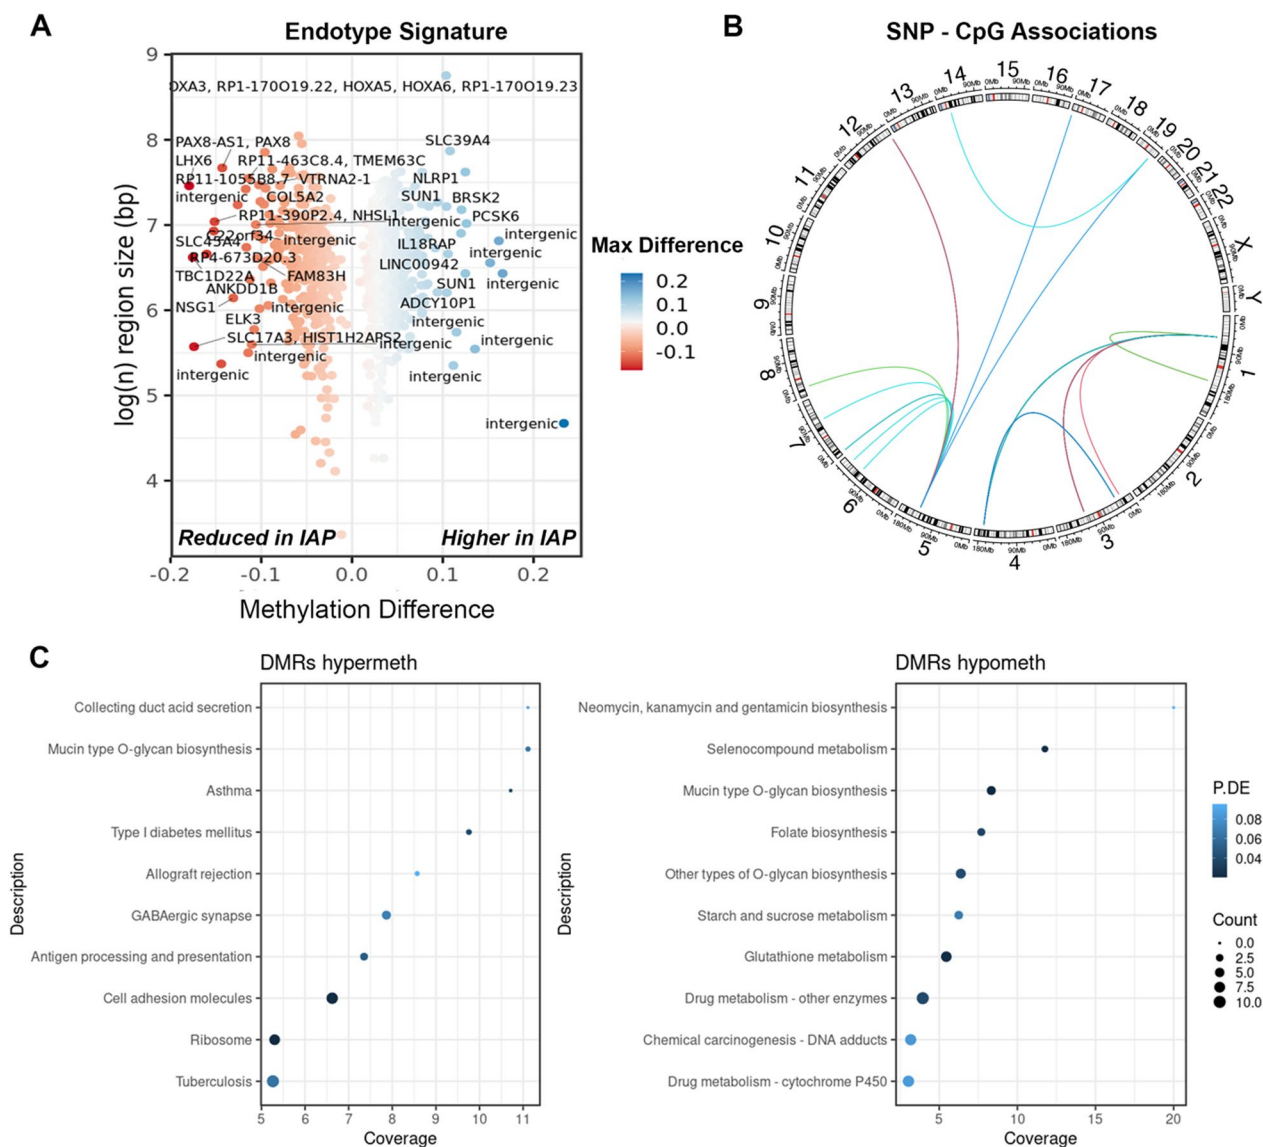 A
Endotype Signature
log(n) region size (bp)
9
8
7
6
5
4
OXA3, RP1-170O19.22, HOXA5, HOXA6, RP1-170O19.23
PAX8-AS1, PAX8
SLC39A4
LHX6
RP11-463C8.4, TMEM63C
RP11-1055B8.7
VTRNA2-1
NLRP1
intergenic
COL5A2
SUN1
BRSK2
RP11-390P2.4, NHSL1
intergenic
PCSK6
C22orf34
intergenic
intergenic
SLC45A4
IL18RAP
intergenic
RP4-673D20.3
LINC00942
TBC1D22A
FAM83H
SUN1
intergenic
ANKDD1B
NSG1
intergenic
ADCY10P1
ELK3
intergenic
SLC17A3, HIST1H2APS2
intergenic
intergenic
intergenic
intergenic
intergenic
intergenic
Reduced in IAP
Higher in IAP
-0.2
-0.1
0.0
0.1
0.2
Methylation Difference
Max Difference
0.2
0.1
0.0
-0.1
B
SNP - CpG Associations
1
2
3
4
5
6
7
8
9
10
11
12
13
14
15
16
17
18
19
20
21
22
X
Y
C
DMRs hypermeth
Description
Collecting duct acid secretion
Mucin type O-glycan biosynthesis
Asthma
Type I diabetes mellitus
Allograft rejection
GABAergic synapse
Antigen processing and presentation
Cell adhesion molecules
Ribosome
Tuberculosis
5
6
7
8
9
10
11
Coverage
DMRs hypometh
Description
Neomycin, kanamycin and gentamicin biosynthesis
Selenocompound metabolism
Mucin type O-glycan biosynthesis
Folate biosynthesis
Other types of O-glycan biosynthesis
Starch and sucrose metabolism
Glutathione metabolism
Drug metabolism - other enzymes
Chemical carcinogenesis - DNA adducts
Drug metabolism - cytochrome P450
5
10
15
20
Coverage
P.DE
0.08
0.06
0.04
Count
0.0
2.5
5.0
7.5
10.0